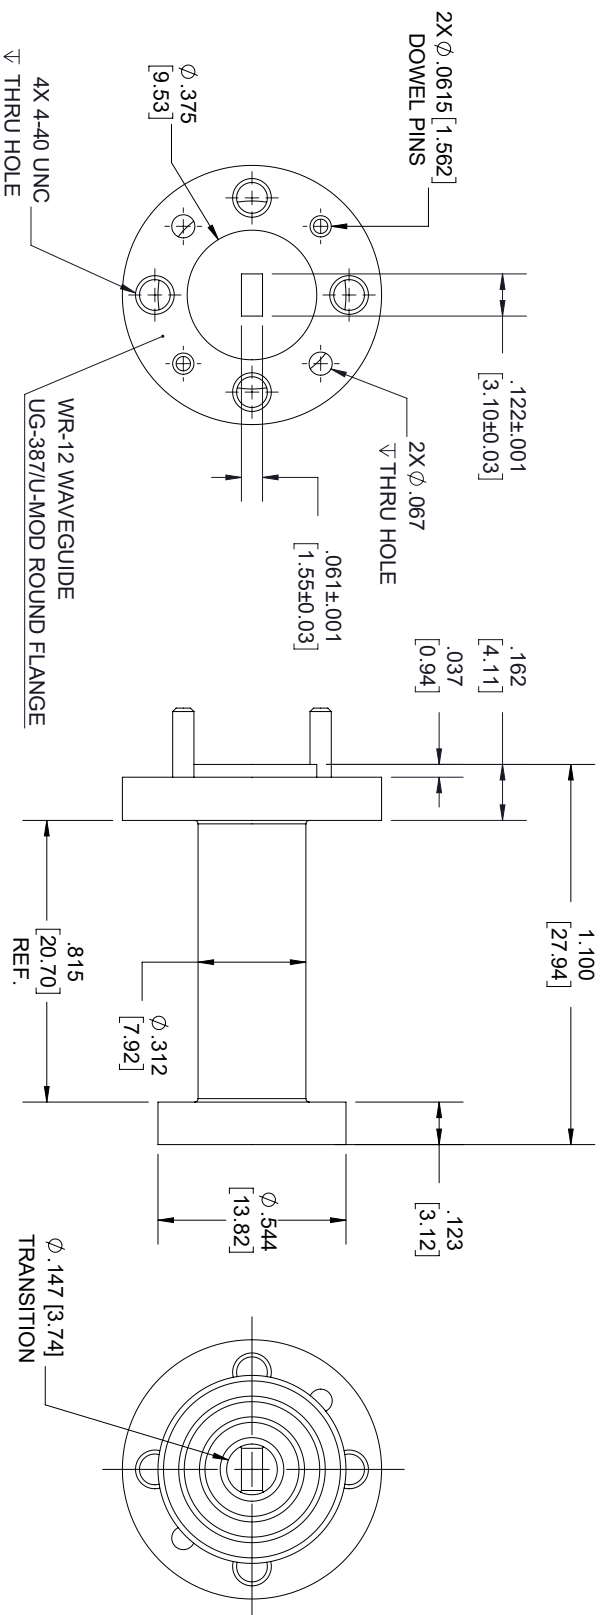 2X ∅ .0615 [1.562]
DOWEL PINS
∅ .375
[9.53]
4X 4-40 UNC
↧ THRU HOLE
.122±.001
[3.10±0.03]
2X ∅ .067
↧ THRU HOLE
.061±.001
[1.55±0.03]
WR-12 WAVEGUIDE
UG-387/U-MOD ROUND FLANGE
.162
[4.11]
.037
[0.94]
1.100
[27.94]
.815
[20.70]
REF.
∅ .312
[7.92]
.123
[3.12]
∅ .544
[13.82]
∅ .147 [3.74]
TRANSITION